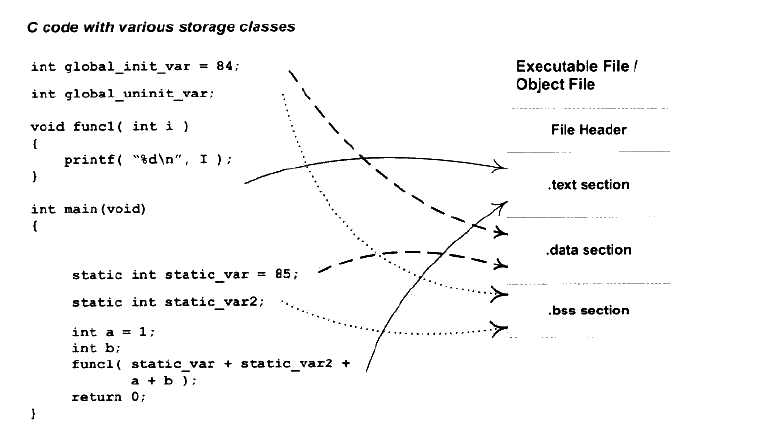 C code with various storage classes
int global_init_var = 84;
int global_uninit_var;
void func1( int i )
{
printf( "%d\n", I );
}
int main(void)
{
static int static_var = 85;
static int static_var2;
int a = 1;
int b;
func1( static_var + static_var2 +
a + b );
return 0;
}
Executable File /
Object File
File Header
.text section
.data section
.bss section